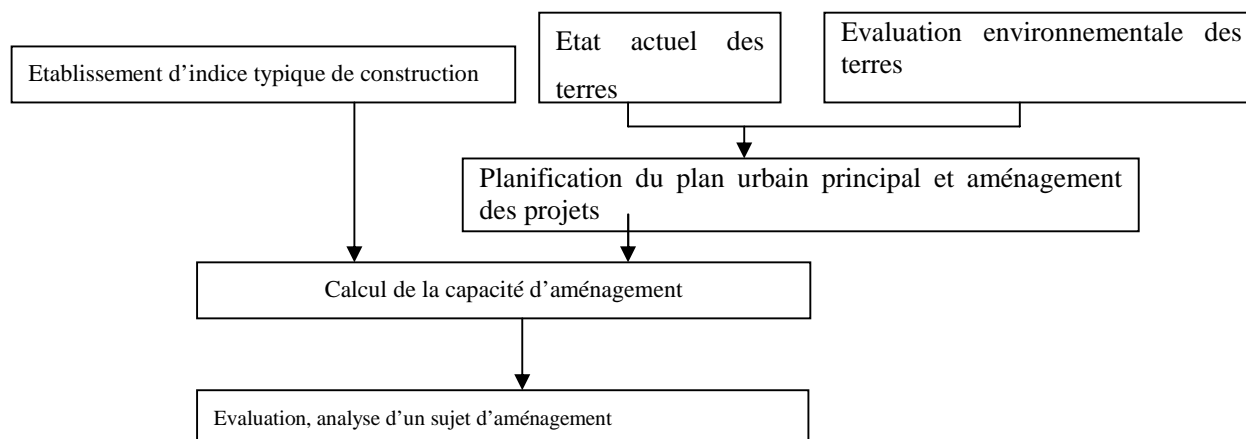 Etablissement d’indice typique de construction
Etat actuel des
terres
Evaluation environnementale des
terres
Planification du plan urbain principal et aménagement
des projets
Calcul de la capacité d’aménagement
Evaluation, analyse d’un sujet d’aménagement